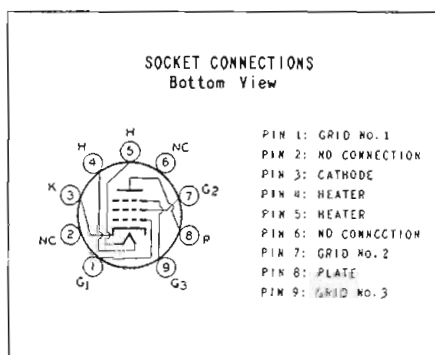 SOCKET CONNECTIONS
Bottom View
H
H
5
NC
4
6
K
3
7
G2
NC
2
8
P
1
9
G1
G3
PIN 1: GRID NO.1
PIN 2: NO CONNECTION
PIN 3: CATHODE
PIN 4: HEATER
PIN 5: HEATER
PIN 6: NO CONNCCTION
PIN 7: GRID NO.2
PIN 8: PLATE
PIN 9: GRID NO.3